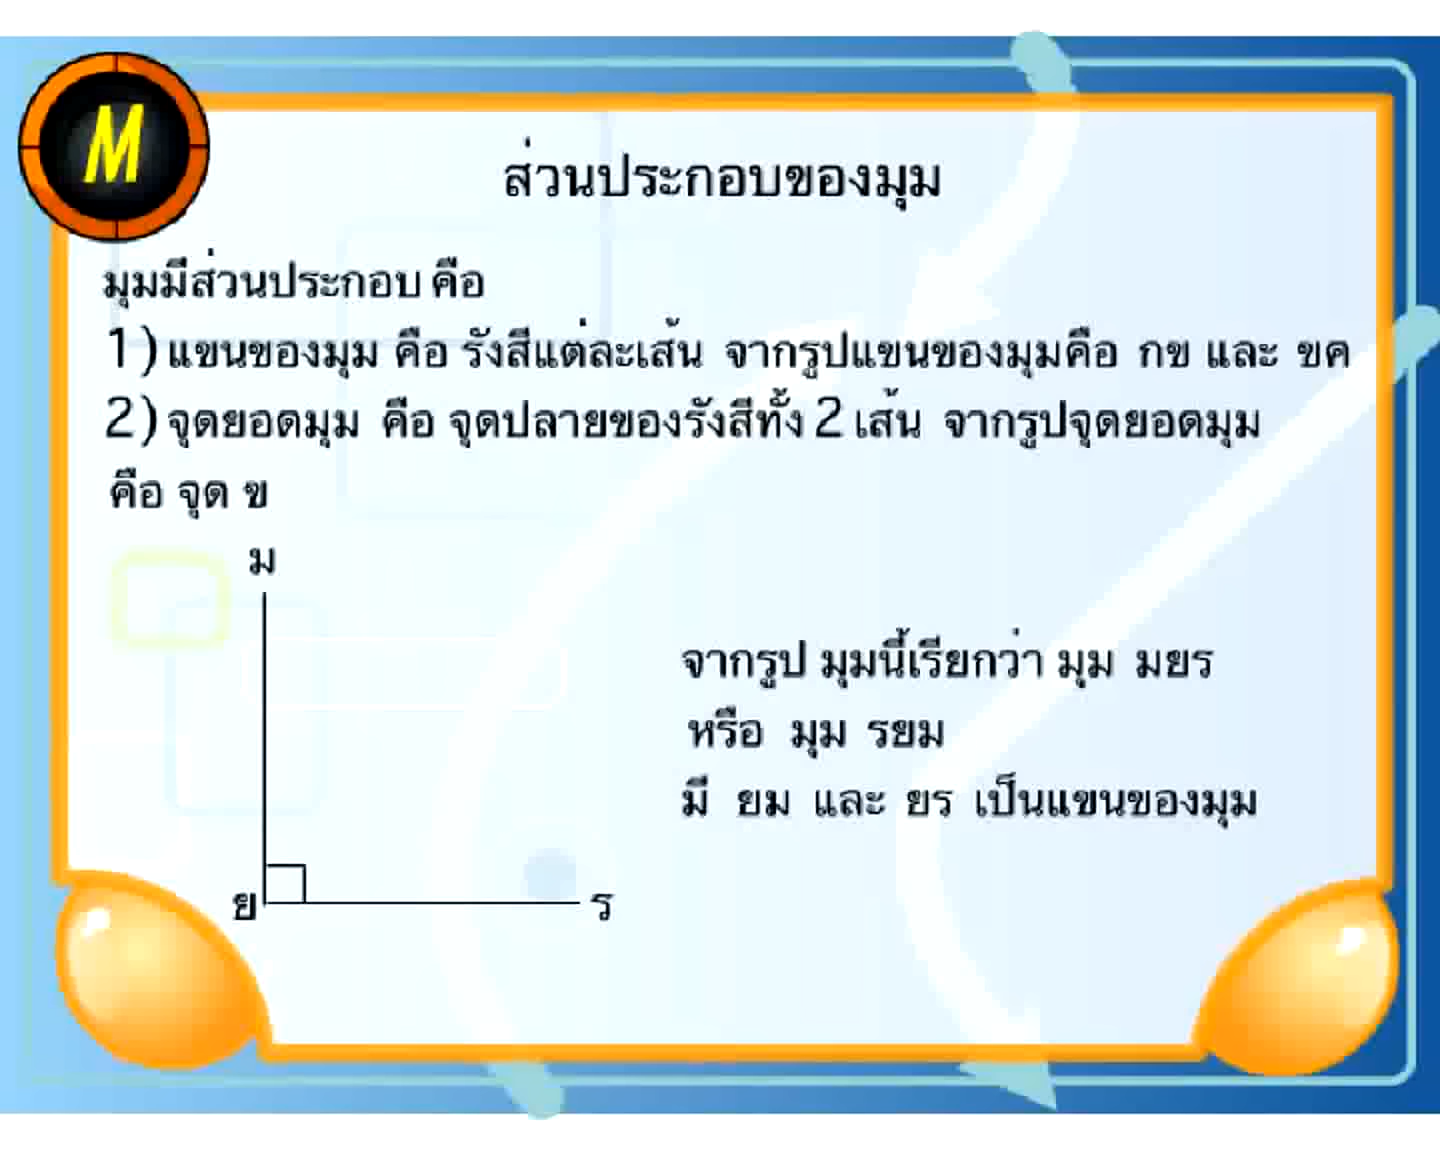 M
ส่วนประกอบของมุม
มุมมีส่วนประกอบ คือ
1) แขนของมุม คือ รังสีแต่ละเส้น จากรูปแขนของมุมคือ กข และ ขค
2) จุดยอดมุม คือ จุดปลายของรังสีทั้ง 2 เส้น จากรูปจุดยอดมุม
คือ จุด ข
ม
จากรูป มุมนี้เรียกว่า มุม มยร
หรือ มุม รยม
มี ยม และ ยร เป็นแขนของมุม
ย
ร